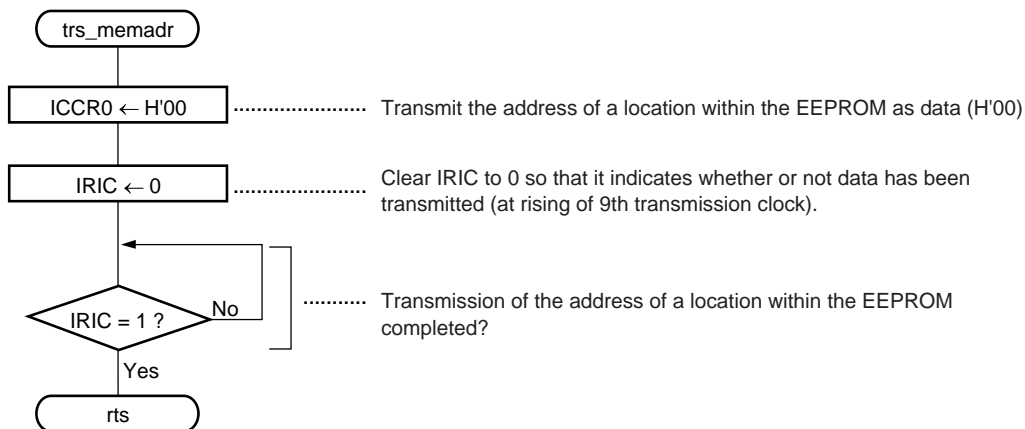 trs_memadr
ICCR0 ← H'00
Transmit the address of a location within the EEPROM as data (H'00)
IRIC ← 0
Clear IRIC to 0 so that it indicates whether or not data has been
transmitted (at rising of 9th transmission clock).
IRIC = 1 ?
No
Transmission of the address of a location within the EEPROM
completed?
Yes
rts